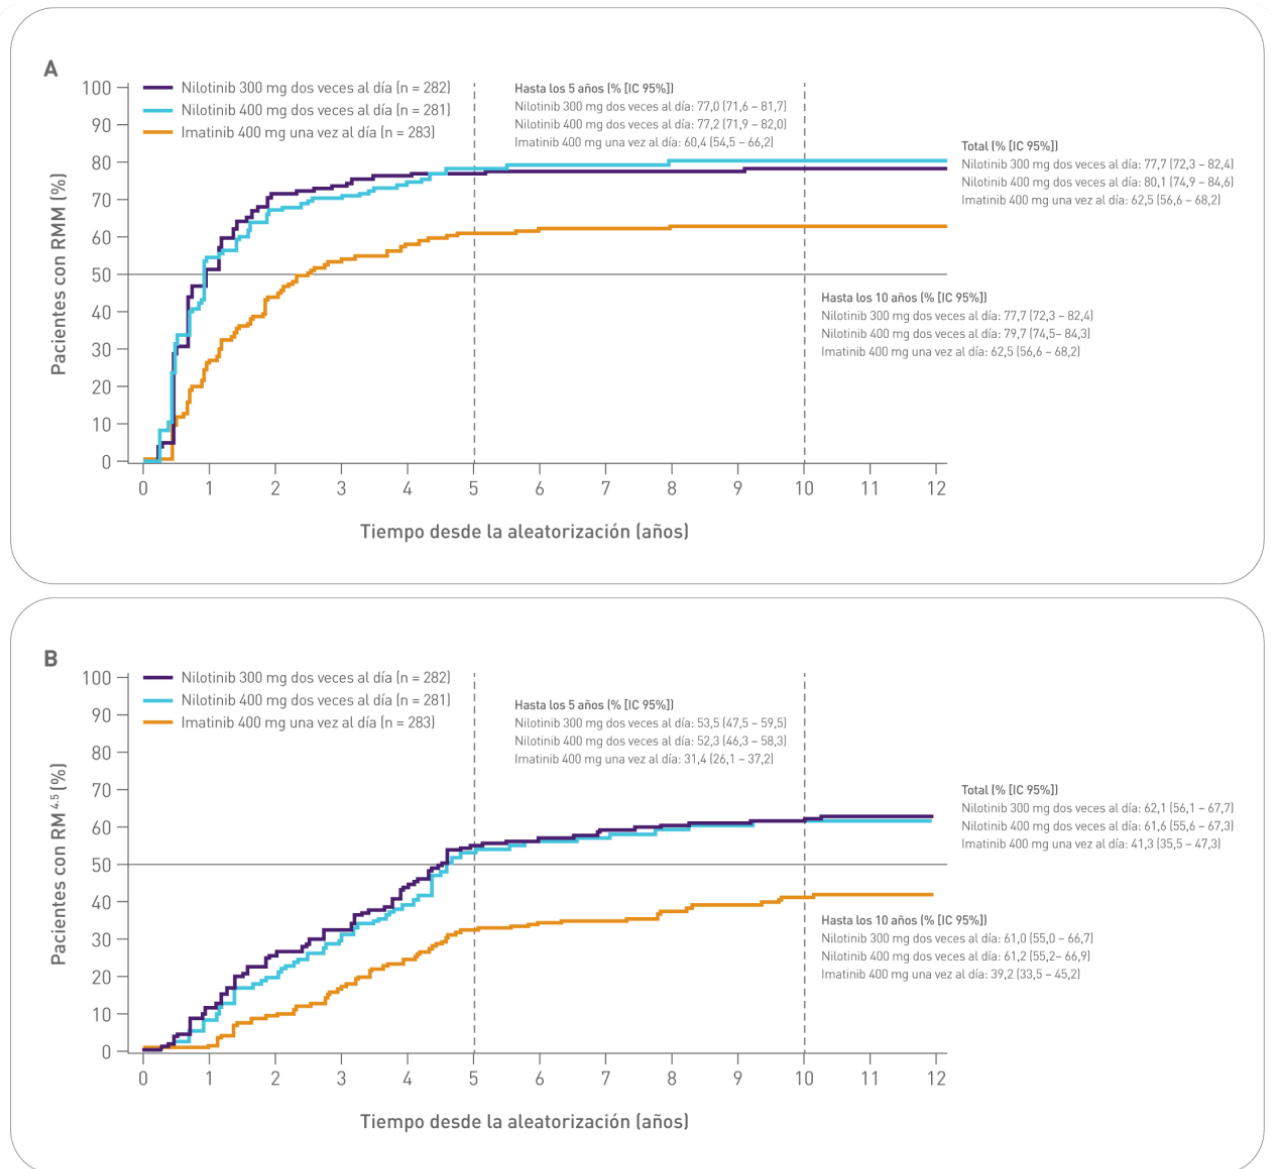 A
Nilotinib 300 mg dos veces al día (n = 282)
Nilotinib 400 mg dos veces al día (n = 281)
Imatinib 400 mg una vez al día (n = 283)
Hasta los 5 años (% [IC 95%])
Nilotinib 300 mg dos veces al día: 77,0 (71,6 – 81,7)
Nilotinib 400 mg dos veces al día: 77,2 (71,9 – 82,0)
Imatinib 400 mg una vez al día: 60,4 (54,5 – 66,2)
Total (% [IC 95%])
Nilotinib 300 mg dos veces al día: 77,7 (72,3 – 82,4)
Nilotinib 400 mg dos veces al día: 80,1 (74,9 – 84,6)
Imatinib 400 mg una vez al día: 62,5 (56,6 – 68,2)
Hasta los 10 años (% [IC 95%])
Nilotinib 300 mg dos veces al día: 77,7 (72,3 – 82,4)
Nilotinib 400 mg dos veces al día: 79,7 (74,5– 84,3)
Imatinib 400 mg una vez al día: 62,5 (56,6 – 68,2)
Pacientes con RMM (%)
100
90
80
70
60
50
40
30
20
10
0
0 1 2 3 4 5 6 7 8 9 10 11 12
Tiempo desde la aleatorización (años)
B
Nilotinib 300 mg dos veces al día (n = 282)
Nilotinib 400 mg dos veces al día (n = 281)
Imatinib 400 mg una vez al día (n = 283)
Hasta los 5 años (% [IC 95%])
Nilotinib 300 mg dos veces al día: 53,5 (47,5 – 59,5)
Nilotinib 400 mg dos veces al día: 52,3 (46,3 – 58,3)
Imatinib 400 mg una vez al día: 31,4 (26,1 – 37,2)
Total (% [IC 95%])
Nilotinib 300 mg dos veces al día: 62,1 (56,1 – 67,7)
Nilotinib 400 mg dos veces al día: 61,6 (55,6 – 67,3)
Imatinib 400 mg una vez al día: 41,3 (35,5 – 47,3)
Hasta los 10 años (% [IC 95%])
Nilotinib 300 mg dos veces al día: 61,0 (55,0 – 66,7)
Nilotinib 400 mg dos veces al día: 61,2 (55,2– 66,9)
Imatinib 400 mg una vez al día: 39,2 (33,5 – 45,2)
Pacientes con RM⁴·⁵ (%)
100
90
80
70
60
50
40
30
20
10
0
0 1 2 3 4 5 6 7 8 9 10 11 12
Tiempo desde la aleatorización (años)